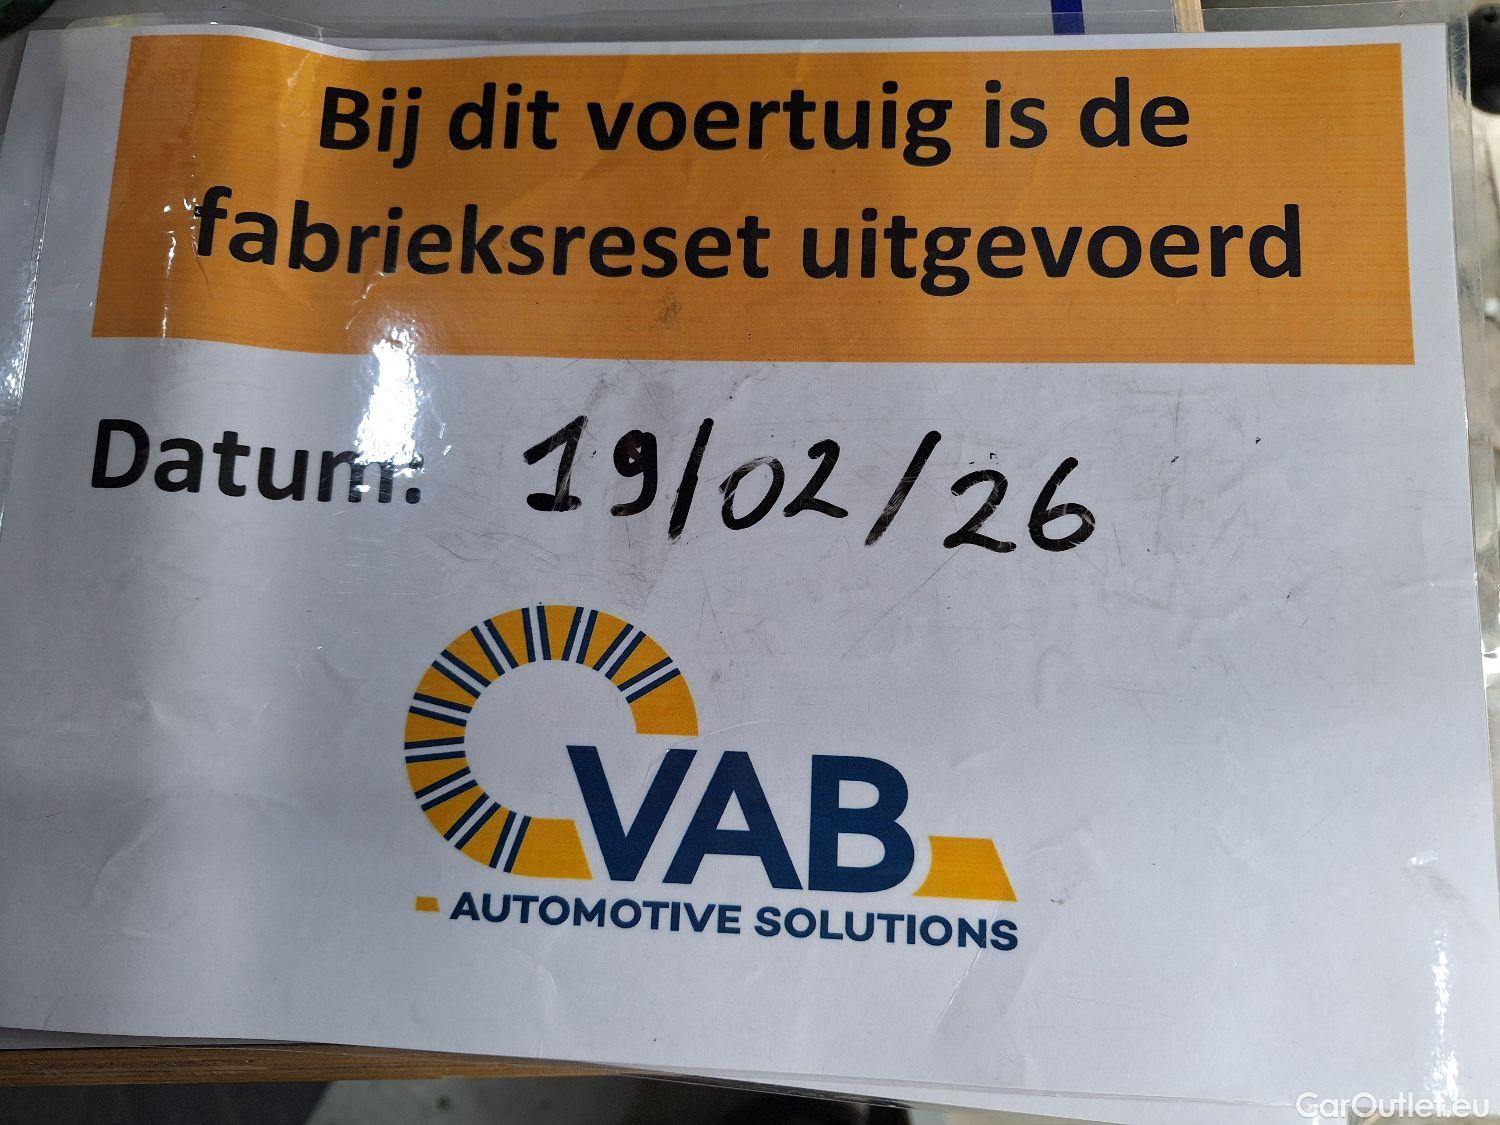 Bij dit voertuig is de
fabrieksreset uitgevoerd
Datum: 19/02/26
VAB
AUTOMOTIVE SOLUTIONS
CarOutlet.eu